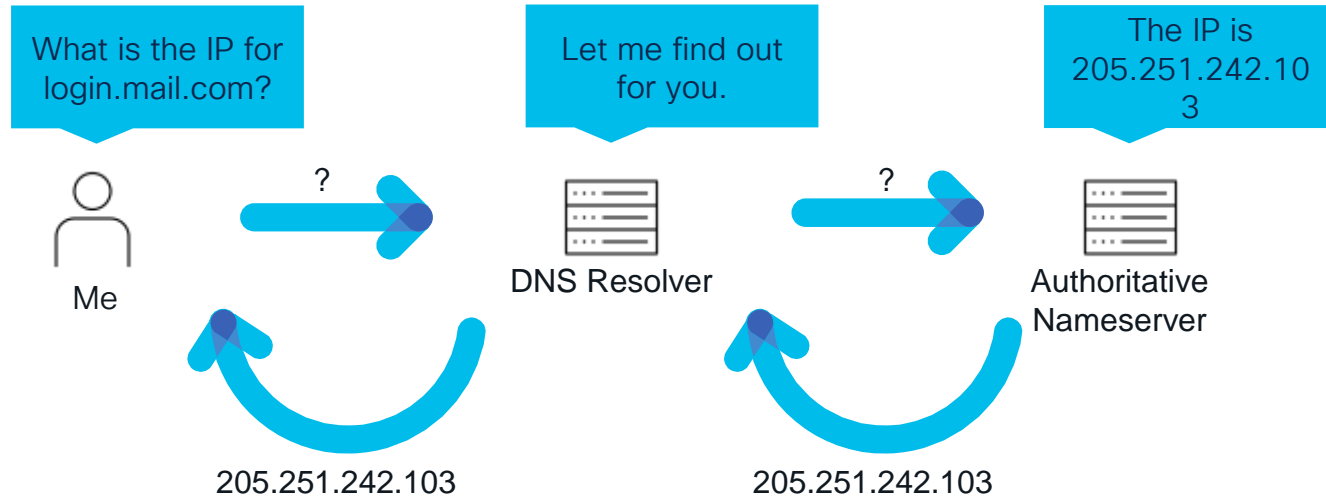 What is the IP for
login.mail.com?
Let me find out
for you.
The IP is
205.251.242.10
3
?
?
Me
DNS Resolver
Authoritative
Nameserver
205.251.242.103
205.251.242.103